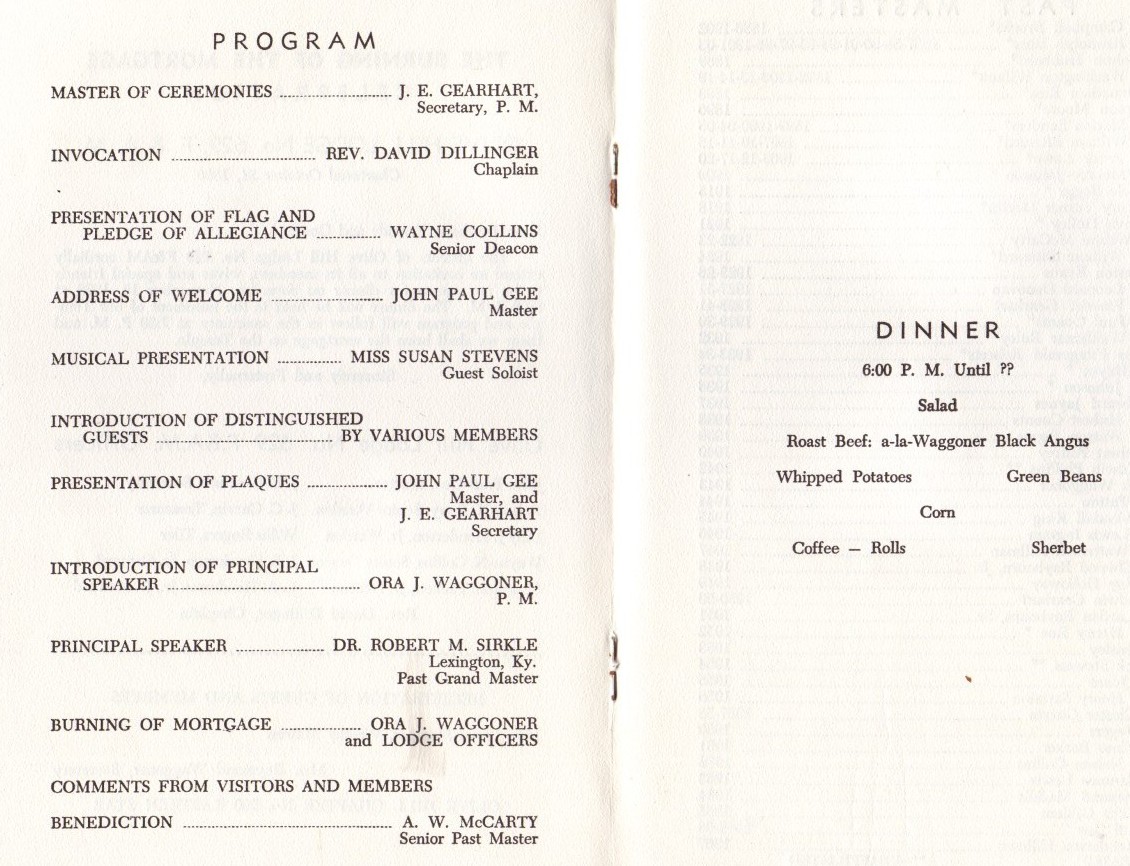 PROGRAM
MASTER OF CEREMONIES ........................ J. E. GEARHART,
Secretary, P. M.
INVOCATION ........................ REV. DAVID DILLINGER
Chaplain
PRESENTATION OF FLAG AND
PLEDGE OF ALLEGIANCE ............ WAYNE COLLINS
Senior Deacon
ADDRESS OF WELCOME ........................ JOHN PAUL GEE
Master
MUSICAL PRESENTATION ............ MISS SUSAN STEVENS
Guest Soloist
INTRODUCTION OF DISTINGUISHED
GUESTS ........................ BY VARIOUS MEMBERS
PRESENTATION OF PLAQUES ............ JOHN PAUL GEE
Master, and
J. E. GEARHART
Secretary
INTRODUCTION OF PRINCIPAL
SPEAKER ........................ ORA J. WAGGONER,
P. M.
PRINCIPAL SPEAKER ............ DR. ROBERT M. SIRKLE
Lexington, Ky.
Past Grand Master
BURNING OF MORTGAGE ............ ORA J. WAGGONER
and LODGE OFFICERS
COMMENTS FROM VISITORS AND MEMBERS
BENEDICTION ........................ A. W. McCARTY
Senior Past Master
DINNER
6:00 P. M. Until ??
Salad
Roast Beef: a-la-Waggoner Black Angus
Whipped Potatoes Green Beans
Corn
Coffee — Rolls Sherbet